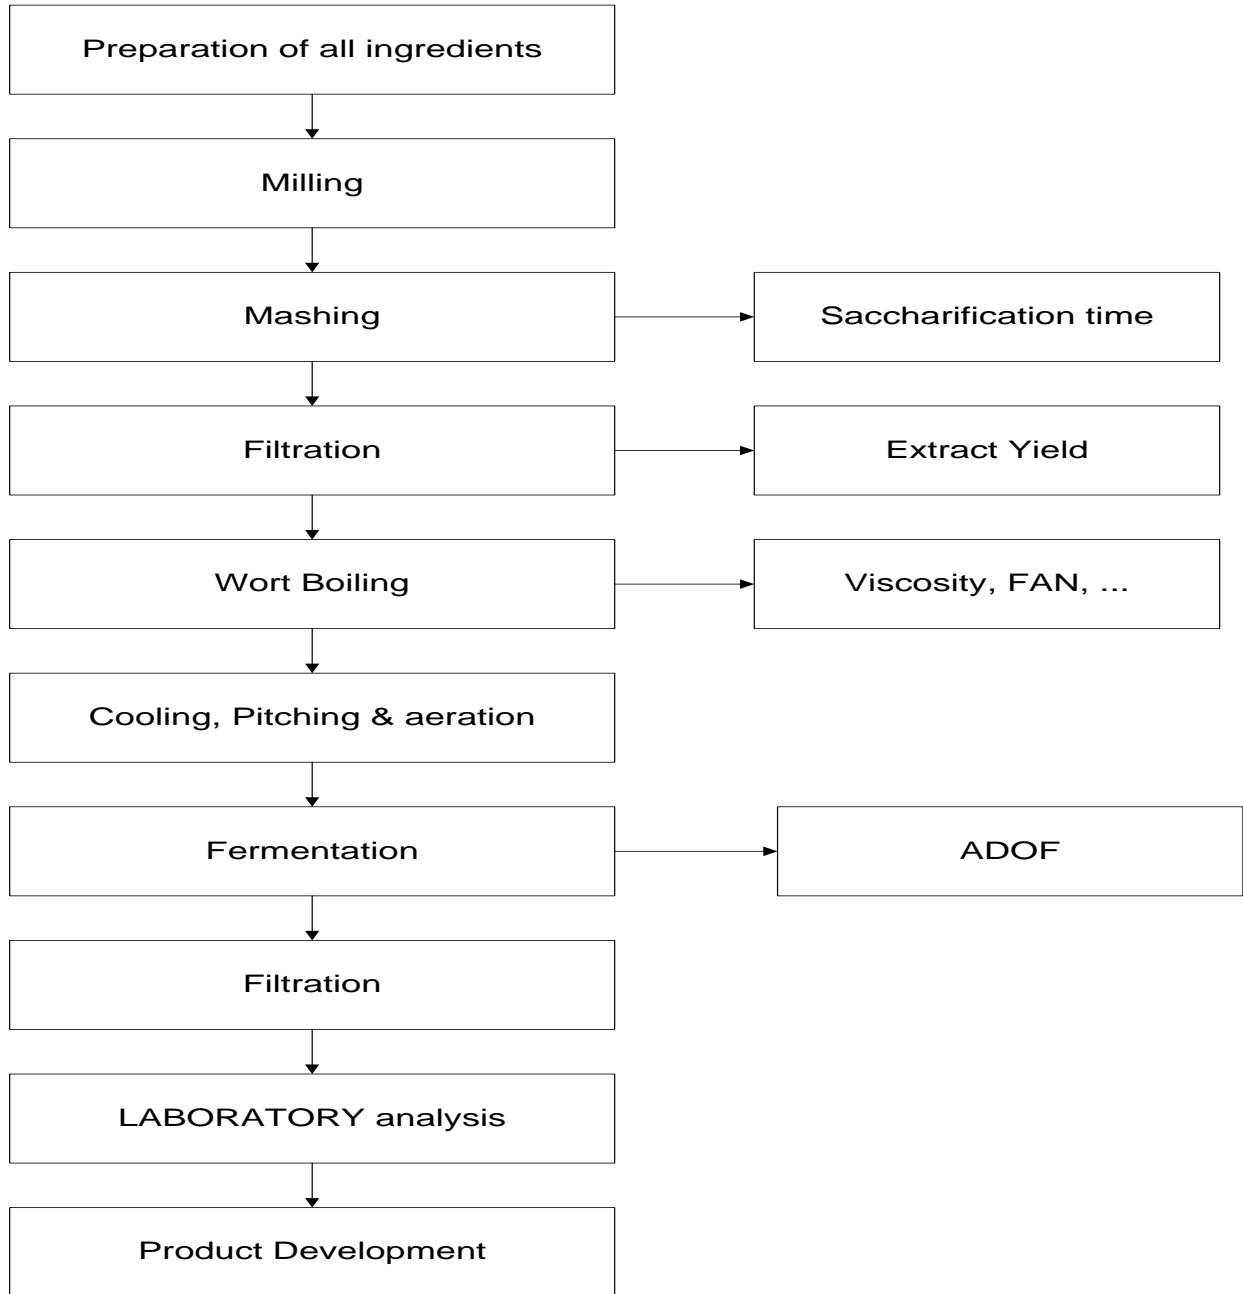 Preparation of all ingredients
Milling
Mashing
Saccharification time
Filtration
Extract Yield
Wort Boiling
Viscosity, FAN, ...
Cooling, Pitching & aeration
Fermentation
ADOF
Filtration
LABORATORY analysis
Product Development